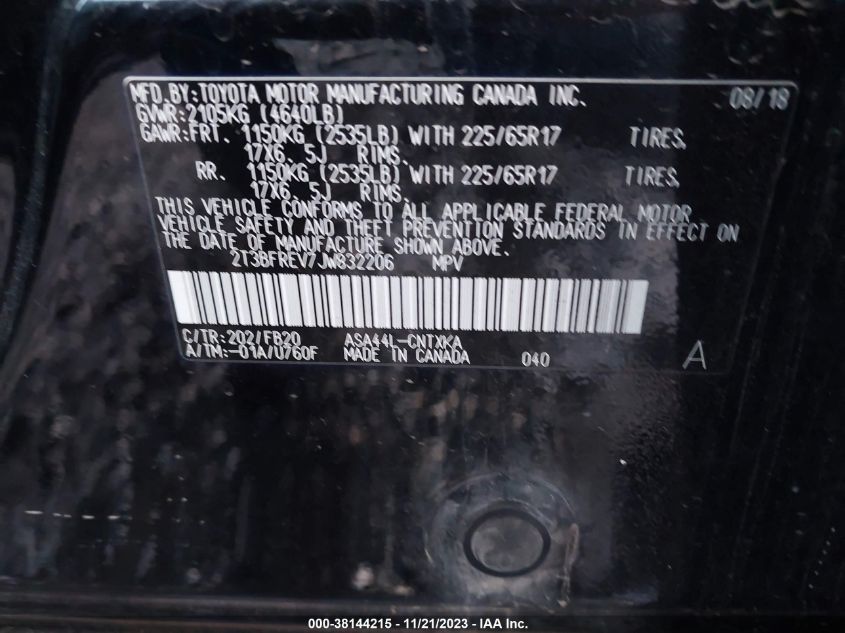 MFD.BY:TOYOTA MOTOR MANUFACTURING CANADA INC. 08/18
GVWR:2105KG (4640LB)
GAWR:FRT. 1150KG (2535LB) WITH 225/65R17 TIRES,
17X6. 5J RIMS.
RR. 1150KG (2535LB) WITH 225/65R17 TIRES,
17X6. 5J RIMS.
THIS VEHICLE CONFORMS TO ALL APPLICABLE FEDERAL MOTOR
VEHICLE SAFETY AND THEFT PREVENTION STANDARDS IN EFFECT ON
THE DATE OF MANUFACTURE SHOWN ABOVE.
2T3BFREV7JW832206 MPV
C/TR:202/FB20 ASA44L-CNTXKA
A/TM:-01A/U760F MADE IN CANADA 040 A
000-38144215 - 11/21/2023 - IAA Inc.